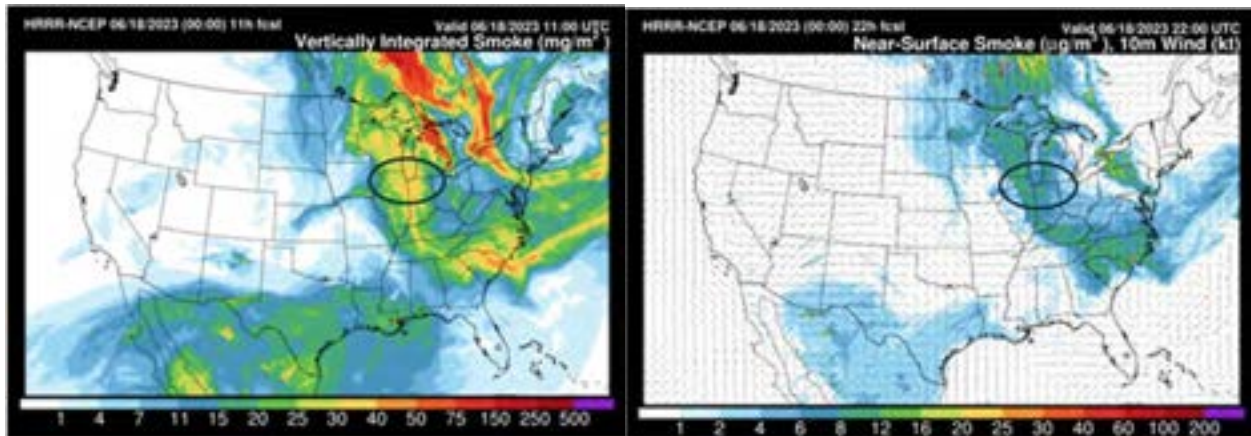 HRRR-NCEP 06/18/2023 (00:00) 11h fcst Valid 06/18/2023 11:00 UTC
Vertically Integrated Smoke (mg/m²)
1 4 7 11 15 20 25 30 40 50 75 150 250 500
HRRR-NCEP 06/18/2023 (00:00) 22h fcst Valid 06/18/2023 22:00 UTC
Near-Surface Smoke (μg/m³), 10m Wind (kt)
1 2 4 6 8 12 16 20 25 30 40 60 100 200